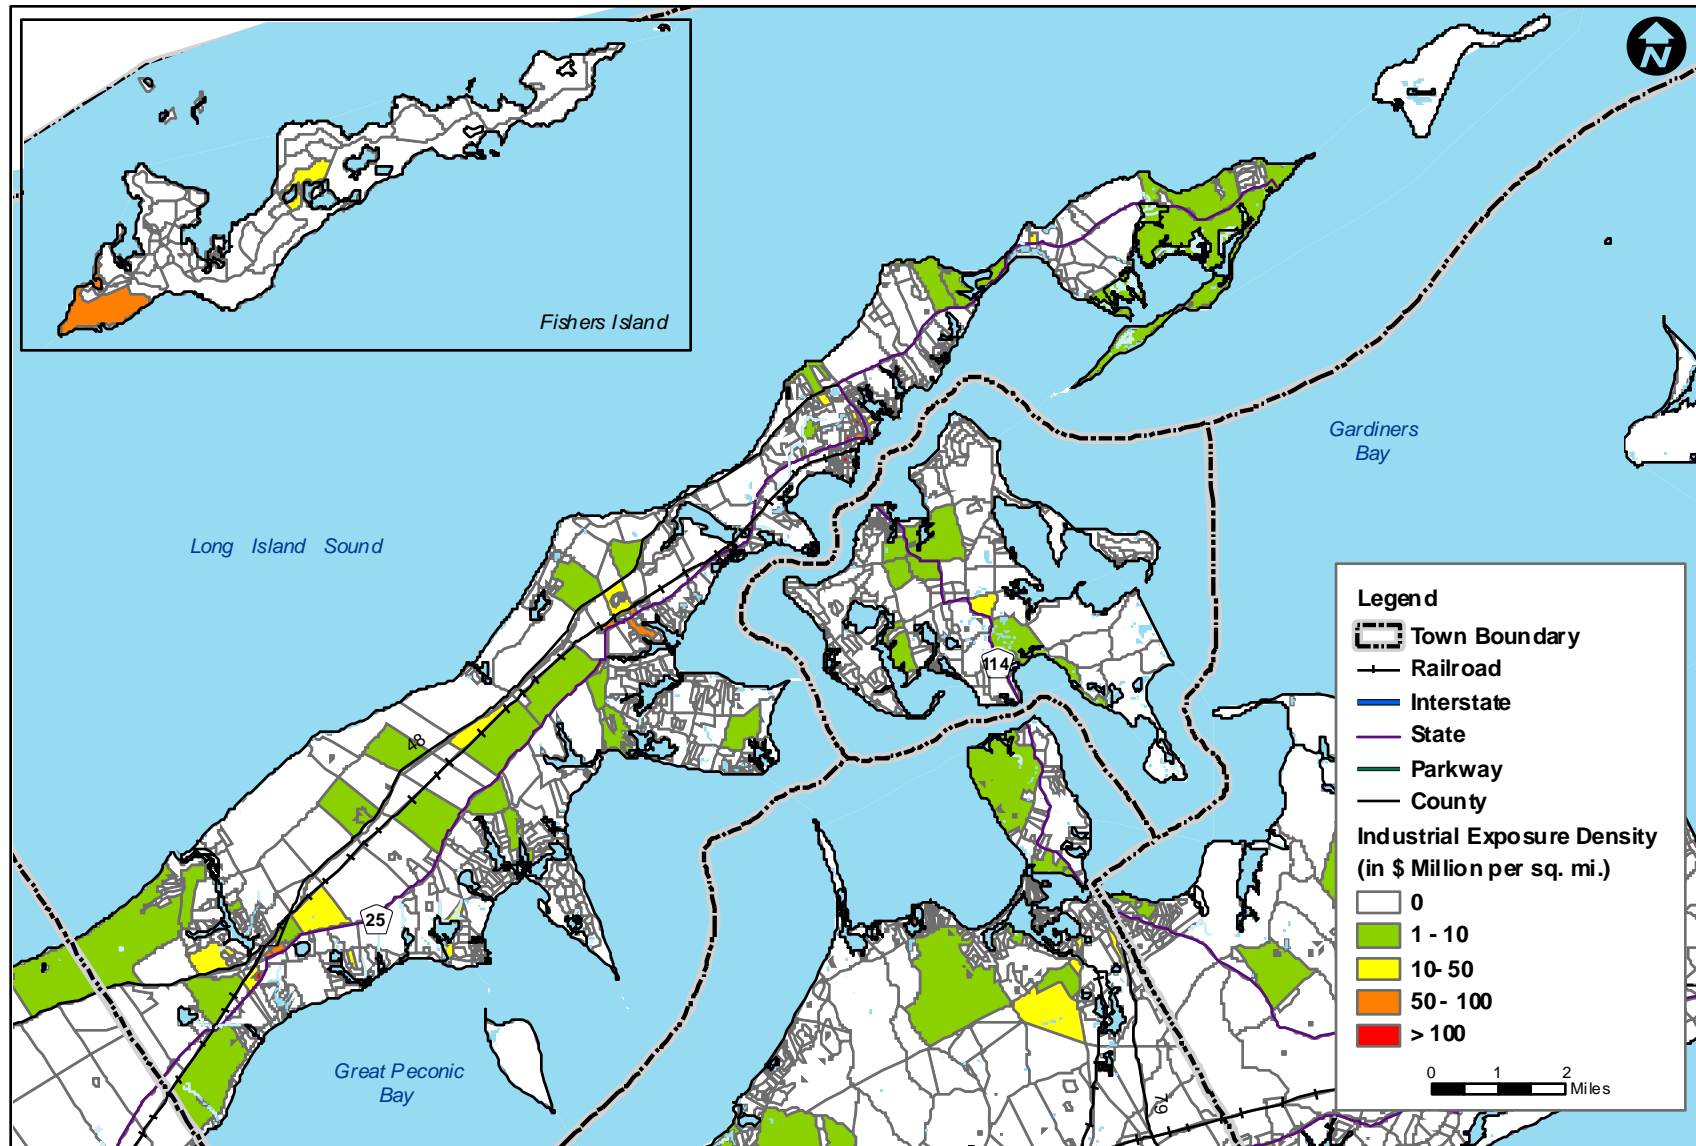 N
Fishers Island
Gardiners
Bay
Long Island Sound
114
48
25
Great Peconic
Bay
79
Legend
Town Boundary
Railroad
Interstate
State
Parkway
County
Industrial Exposure Density
(in $ Million per sq. mi.)
0
1 - 10
10- 50
50 - 100
> 100
0 1 2
Miles